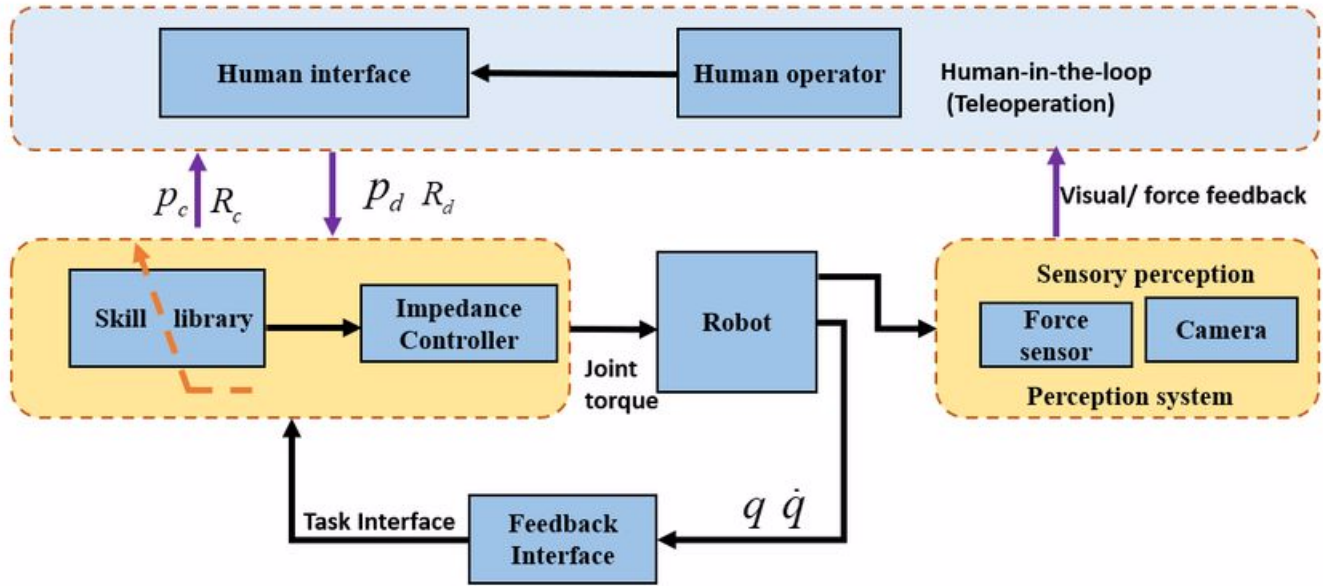 Human interface
Human operator
Human-in-the-loop
(Teleoperation)
p_c R_c
p_d R_d
Visual/ force feedback
Skill library
Impedance
Controller
Joint
torque
Robot
Sensory perception
Force
sensor
Camera
Perception system
Task Interface
Feedback
Interface
q q̇